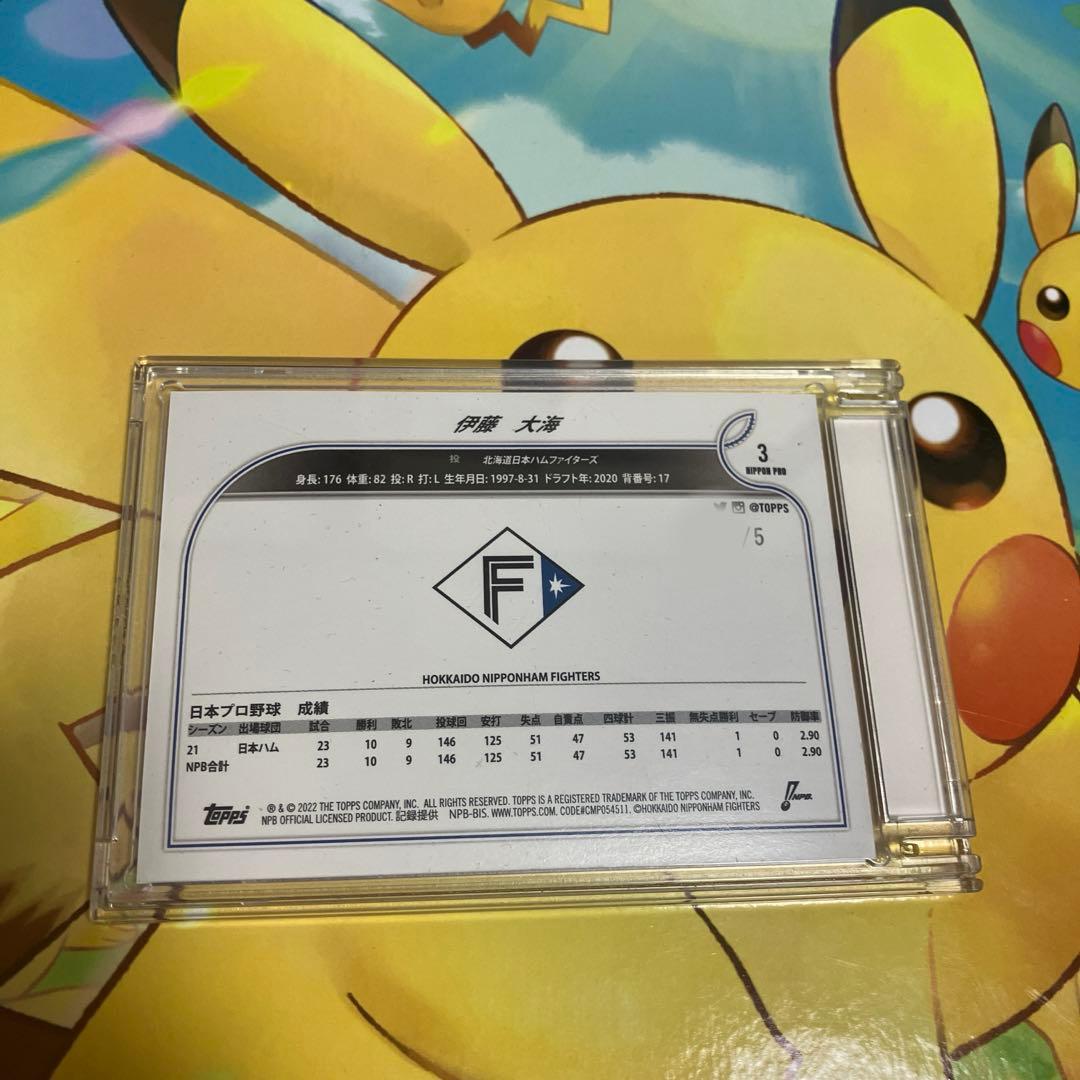 伊藤 大海
3
NIPPON PRO
投 北海道日本ハムファイターズ
身長: 176 体重: 82 投: R 打: L 生年月日: 1997-8-31 ドラフト年: 2020 背番号: 17
@TOPPS
/5
F
HOKKAIDO NIPPONHAM FIGHTERS
日本プロ野球 成績
シーズン 出場球団 試合 勝利 敗北 投球回 安打 失点 自責点 四球計 三振 無失点勝利 セーブ 防御率
21 日本ハム 23 10 9 146 125 51 47 53 141 1 0 2.90
NPB合計 23 10 9 146 125 51 47 53 141 1 0 2.90
Topps ® & © 2022 THE TOPPS COMPANY, INC. ALL RIGHTS RESERVED. TOPPS IS A REGISTERED TRADEMARK OF THE TOPPS COMPANY, INC.
NPB OFFICIAL LICENSED PRODUCT. 記録提供 NPB-BIS. WWW.TOPPS.COM. CODE#CMP054511. ©HOKKAIDO NIPPONHAM FIGHTERS
NPB